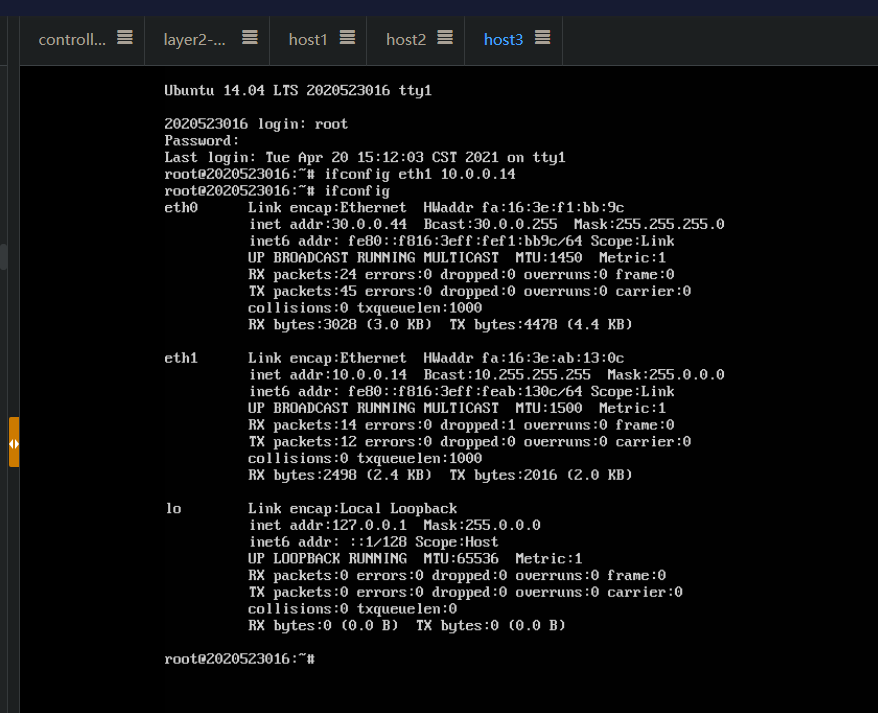 controll... layer2-... host1 host2 host3
Ubuntu 14.04 LTS 2020523016 tty1
2020523016 login: root
Password:
Last login: Tue Apr 20 15:12:03 CST 2021 on tty1
root@2020523016:~# ifconfig eth1 10.0.0.14
root@2020523016:~# ifconfig
eth0 Link encap:Ethernet HWaddr fa:16:3e:f1:bb:9c
inet addr:30.0.0.44 Bcast:30.0.0.255 Mask:255.255.255.0
inet6 addr: fe80::f816:3eff:fef1:bb9c/64 Scope:Link
UP BROADCAST RUNNING MULTICAST MTU:1450 Metric:1
RX packets:24 errors:0 dropped:0 overruns:0 frame:0
TX packets:45 errors:0 dropped:0 overruns:0 carrier:0
collisions:0 txqueuelen:1000
RX bytes:3028 (3.0 KB) TX bytes:4478 (4.4 KB)
eth1 Link encap:Ethernet HWaddr fa:16:3e:ab:13:0c
inet addr:10.0.0.14 Bcast:10.255.255.255 Mask:255.0.0.0
inet6 addr: fe80::f816:3eff:feab:130c/64 Scope:Link
UP BROADCAST RUNNING MULTICAST MTU:1500 Metric:1
RX packets:14 errors:0 dropped:1 overruns:0 frame:0
TX packets:12 errors:0 dropped:0 overruns:0 carrier:0
collisions:0 txqueuelen:1000
RX bytes:2498 (2.4 KB) TX bytes:2016 (2.0 KB)
lo Link encap:Local Loopback
inet addr:127.0.0.1 Mask:255.0.0.0
inet6 addr: ::1/128 Scope:Host
UP LOOPBACK RUNNING MTU:65536 Metric:1
RX packets:0 errors:0 dropped:0 overruns:0 frame:0
TX packets:0 errors:0 dropped:0 overruns:0 carrier:0
collisions:0 txqueuelen:0
RX bytes:0 (0.0 B) TX bytes:0 (0.0 B)
root@2020523016:~#